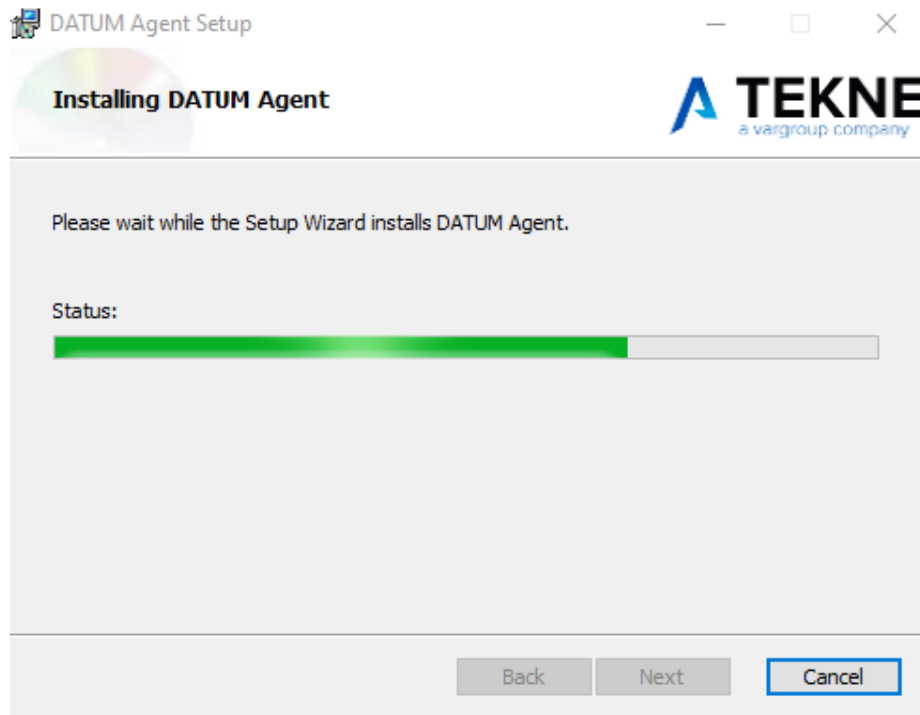 DATUM Agent Setup
Installing DATUM Agent
TEKNE
a vargroup company
Please wait while the Setup Wizard installs DATUM Agent.
Status:
Back
Next
Cancel